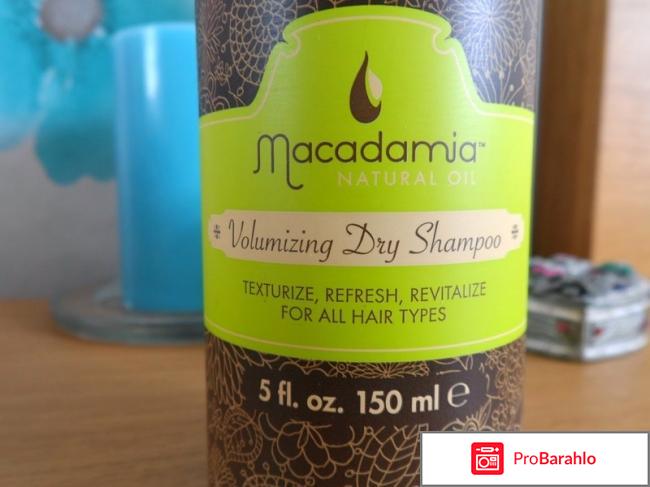 Macadamia™
NATURAL OIL
Volumizing Dry Shampoo
TEXTURIZE, REFRESH, REVITALIZE
FOR ALL HAIR TYPES
5 fl. oz. 150 ml ℮
ProBarahlo